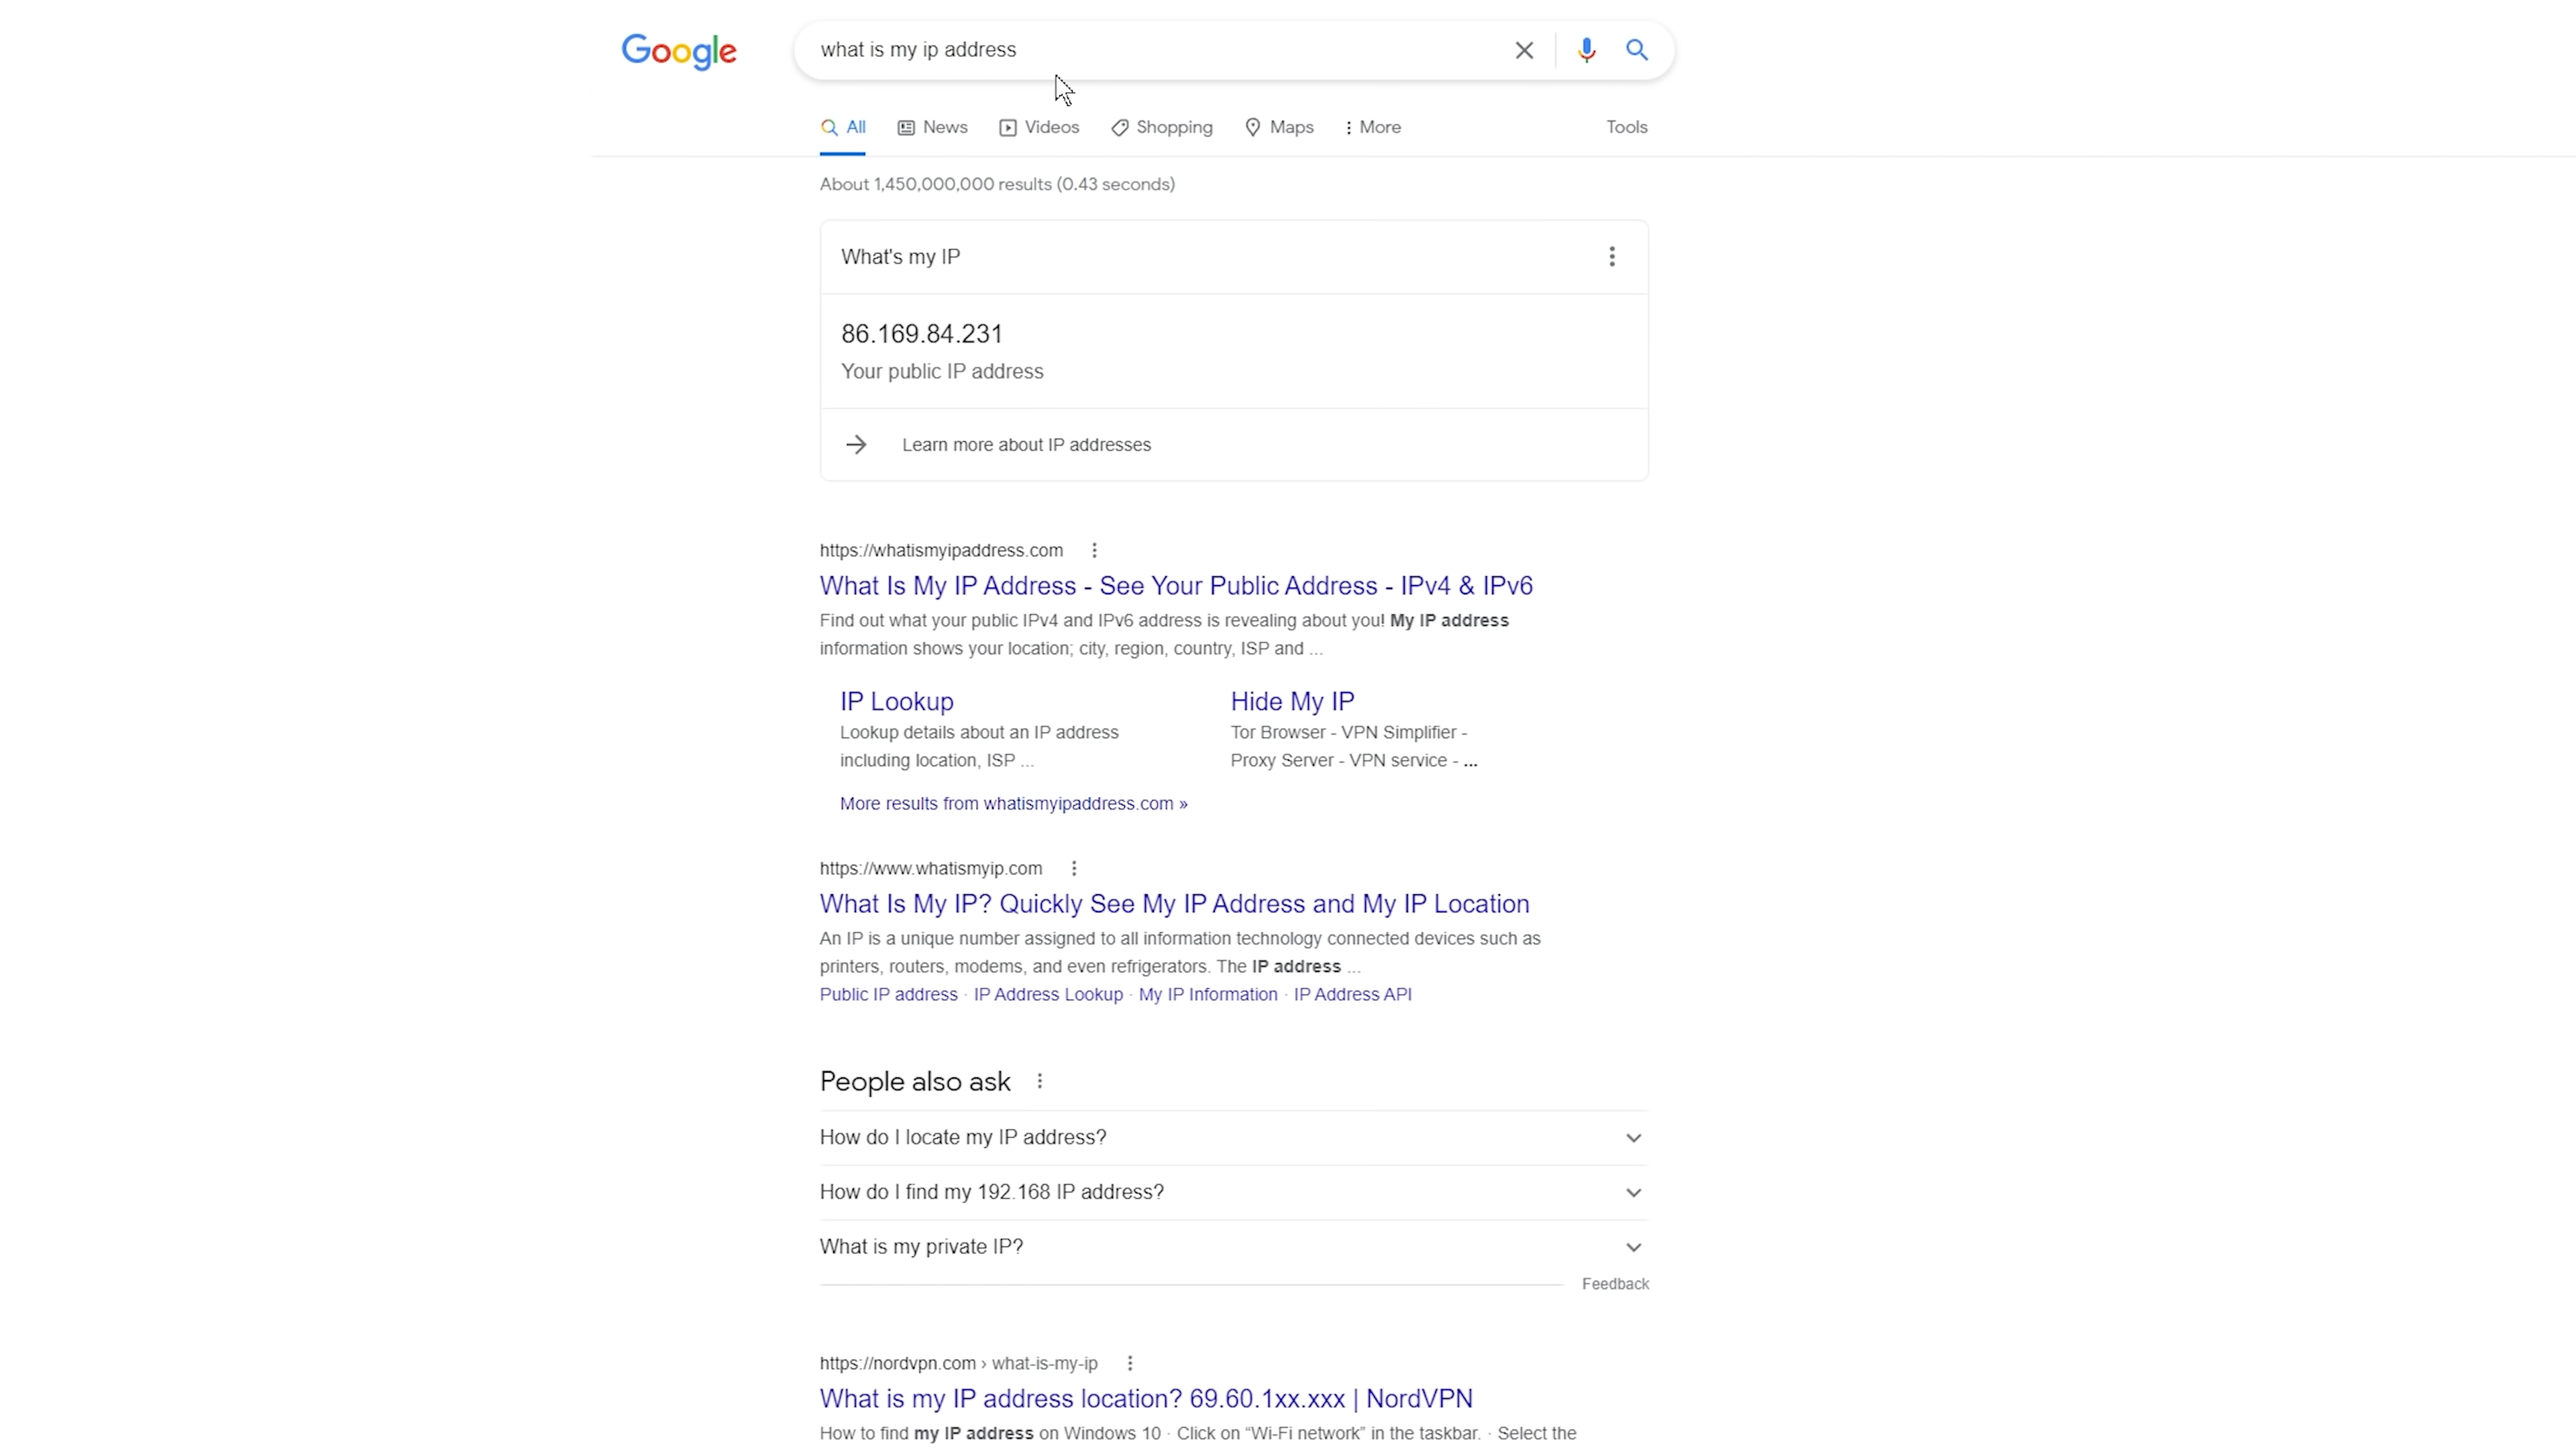 Google
what is my ip address
All News Videos Shopping Maps More Tools
About 1,450,000,000 results (0.43 seconds)
What's my IP
86.169.84.231
Your public IP address
Learn more about IP addresses
https://whatismyipaddress.com
What Is My IP Address - See Your Public Address - IPv4 & IPv6
Find out what your public IPv4 and IPv6 address is revealing about you! My IP address
information shows your location; city, region, country, ISP and ...
IP Lookup
Lookup details about an IP address
including location, ISP ...
Hide My IP
Tor Browser - VPN Simplifier -
Proxy Server - VPN service - ...
More results from whatismyipaddress.com »
https://www.whatismyip.com
What Is My IP? Quickly See My IP Address and My IP Location
An IP is a unique number assigned to all information technology connected devices such as
printers, routers, modems, and even refrigerators. The IP address ...
Public IP address · IP Address Lookup · My IP Information · IP Address API
People also ask
How do I locate my IP address?
How do I find my 192.168 IP address?
What is my private IP?
Feedback
https://nordvpn.com › what-is-my-ip
What is my IP address location? 69.60.1xx.xxx | NordVPN
How to find my IP address on Windows 10 · Click on “Wi-Fi network” in the taskbar. · Select the